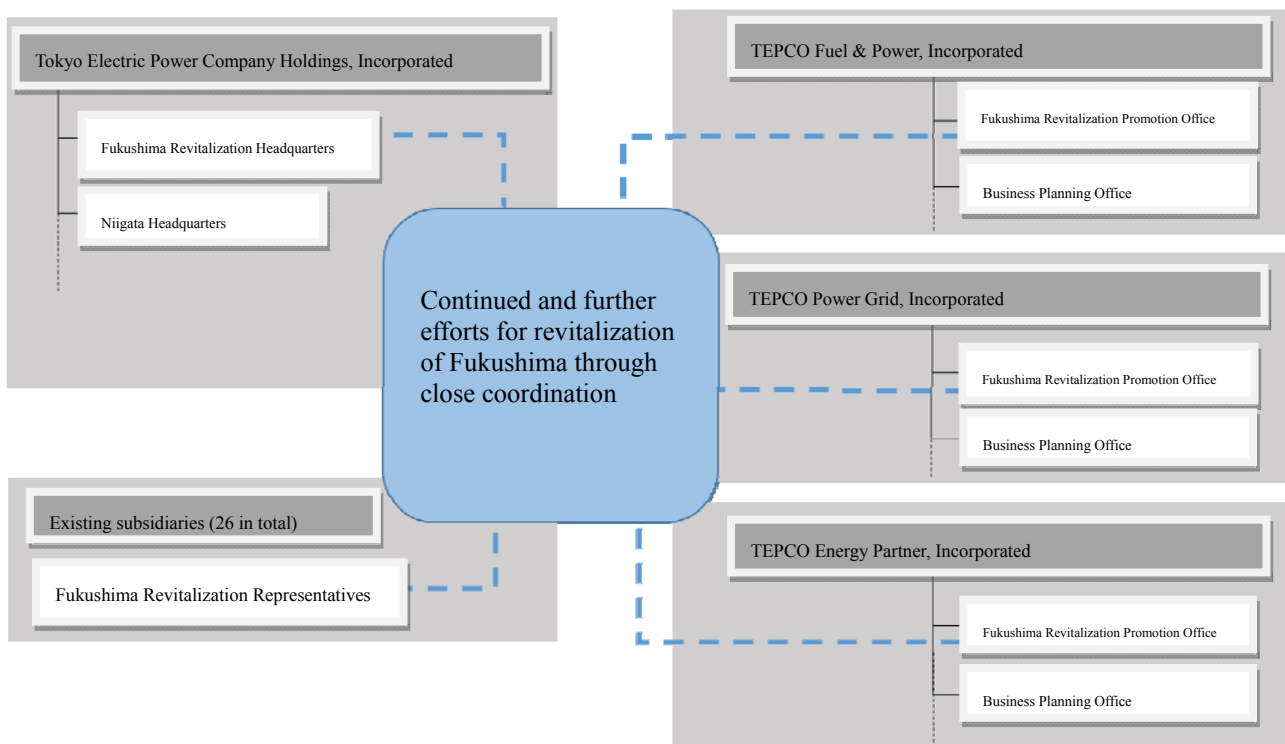 Tokyo Electric Power Company Holdings, Incorporated
Fukushima Revitalization Headquarters
Niigata Headquarters
Existing subsidiaries (26 in total)
Fukushima Revitalization Representatives
Continued and further
efforts for revitalization
of Fukushima through
close coordination
TEPCO Fuel & Power, Incorporated
Fukushima Revitalization Promotion Office
Business Planning Office
TEPCO Power Grid, Incorporated
Fukushima Revitalization Promotion Office
Business Planning Office
TEPCO Energy Partner, Incorporated
Fukushima Revitalization Promotion Office
Business Planning Office